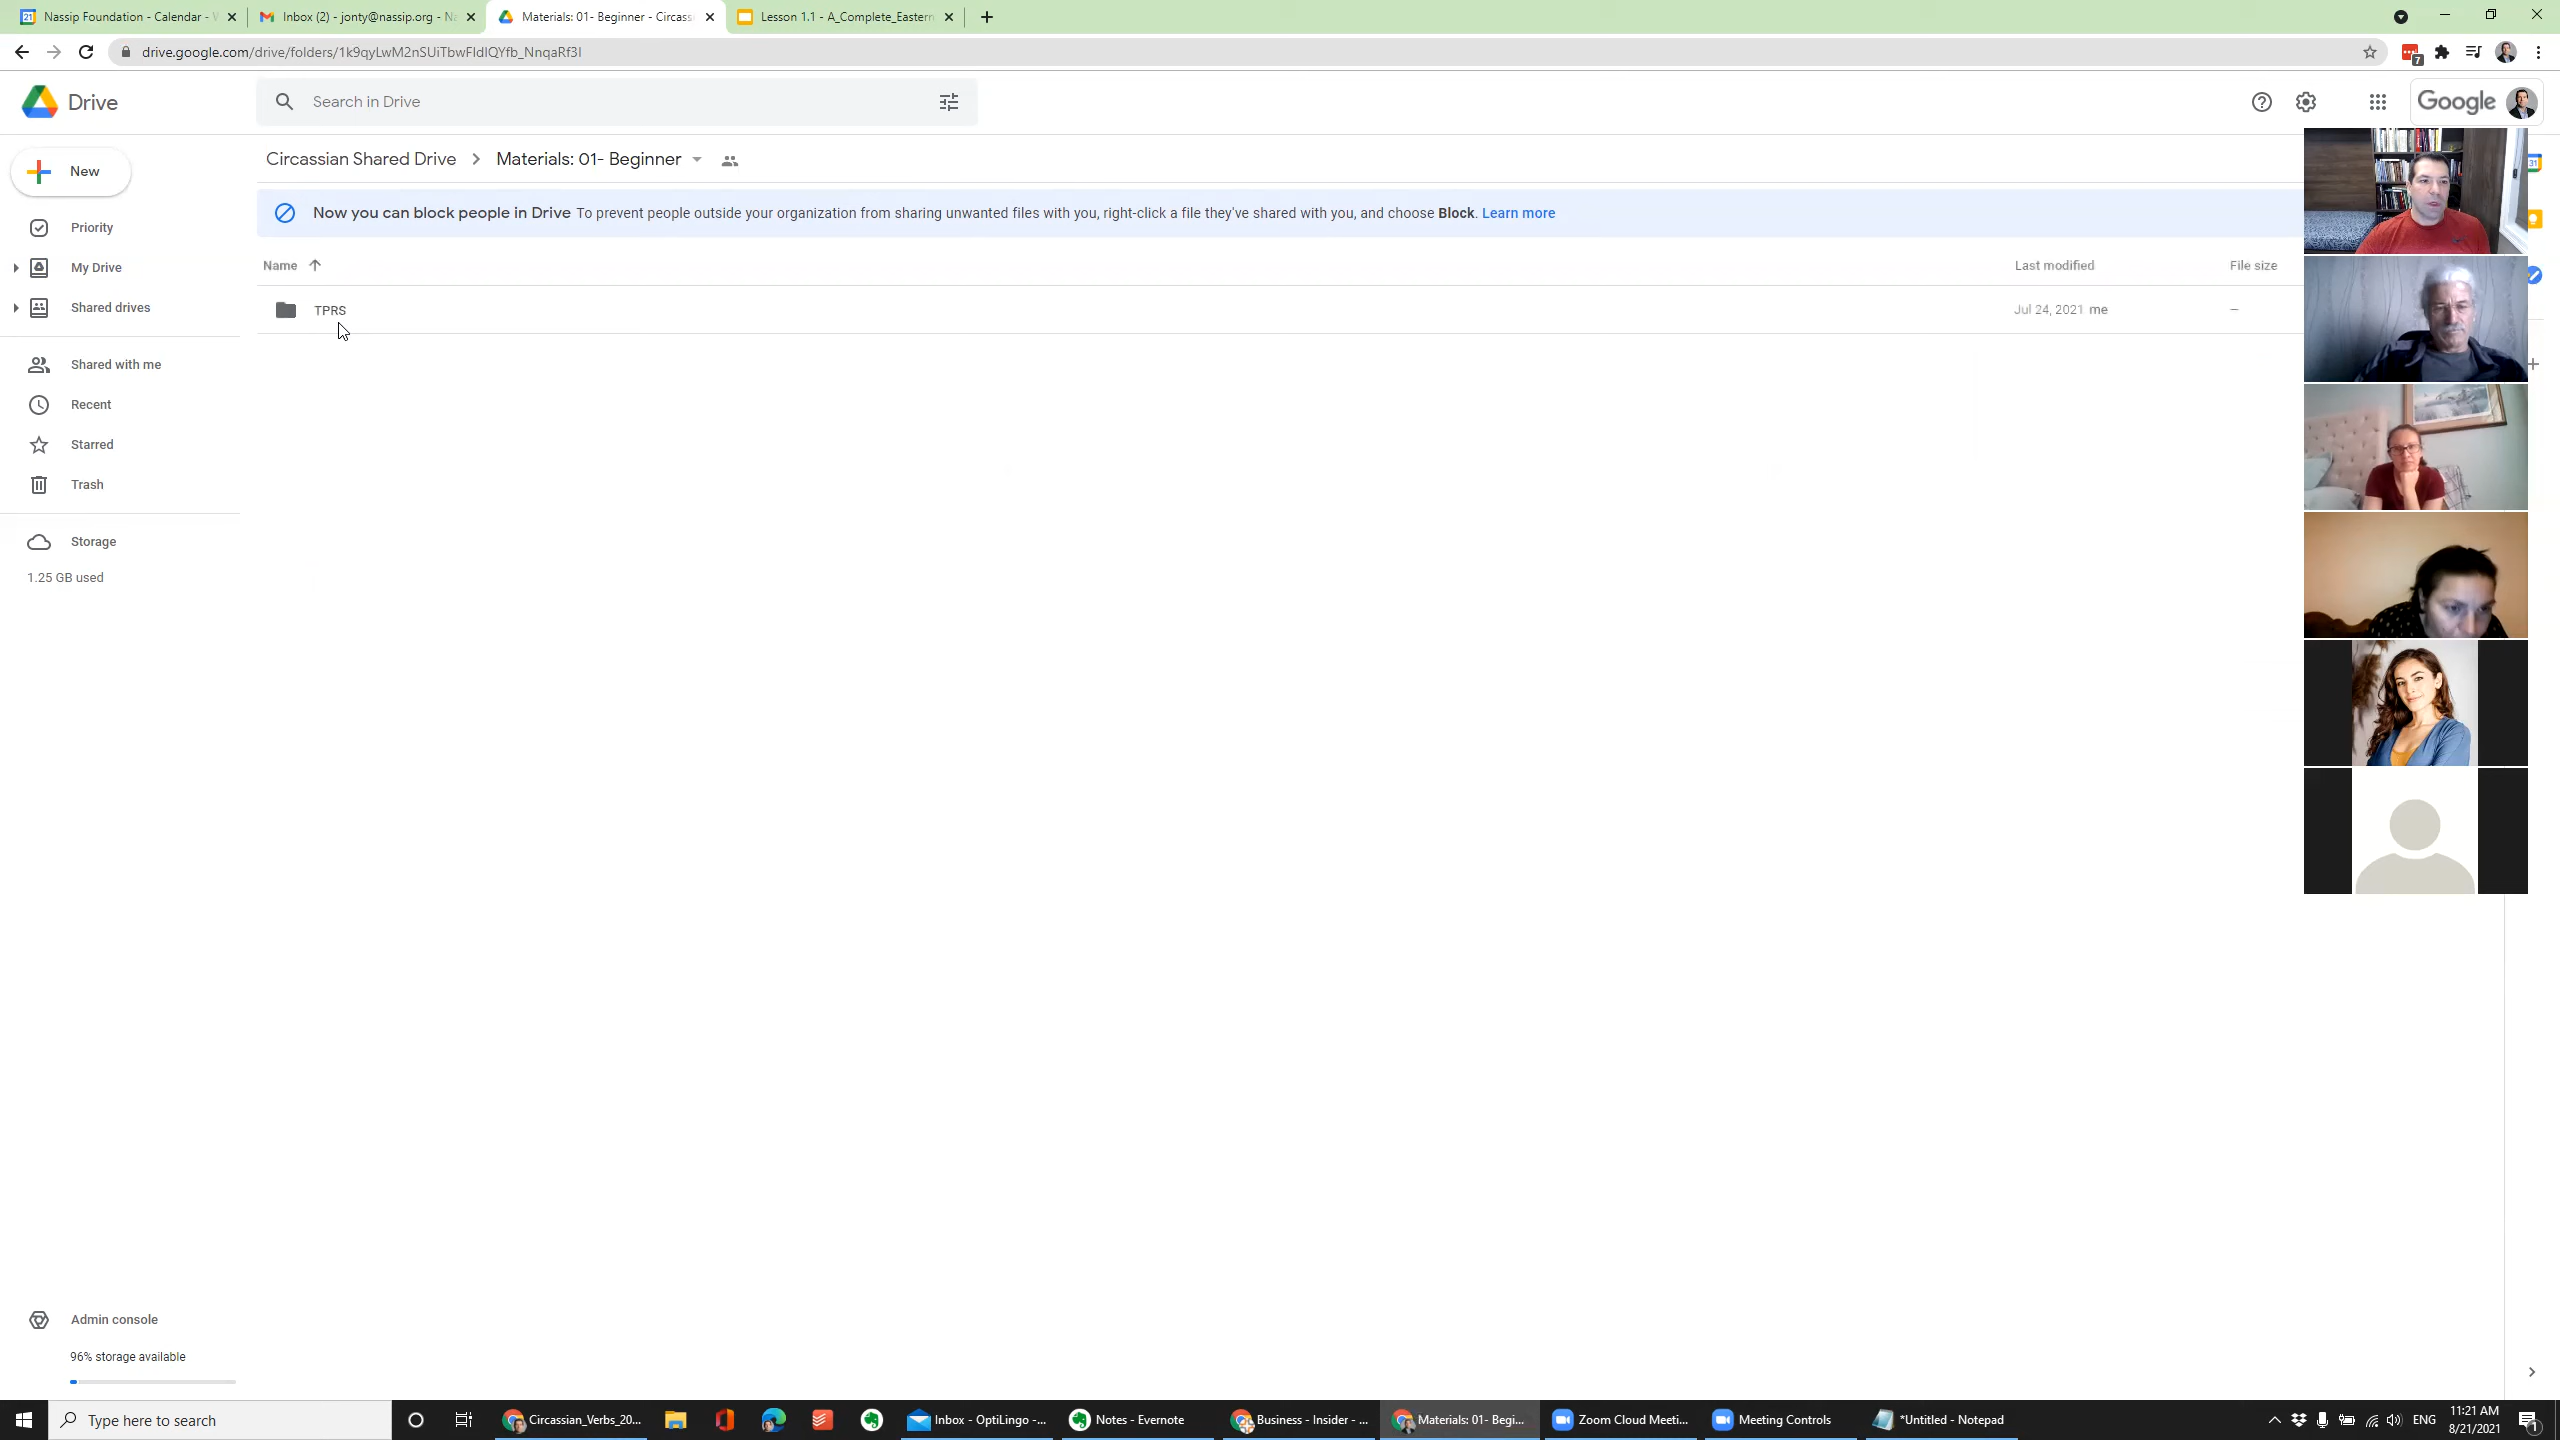 Nassip Foundation - Calendar - V
Inbox (2) - jonty@nassip.org - Na
Materials: 01- Beginner - Circass
Lesson 1.1 - A_Complete_Eastern
drive.google.com/drive/folders/1k9qyLwM2nSUiTbwFIdlQYfb_NnqaRf3I
7
Drive
Search in Drive
Google
New
Circassian Shared Drive
Materials: 01- Beginner
31
Now you can block people in Drive To prevent people outside your organization from sharing unwanted files with you, right-click a file they've shared with you, and choose Block. Learn more
Priority
My Drive
Shared drives
Shared with me
Recent
Starred
Trash
Storage
1.25 GB used
Name
Last modified
File size
TPRS
Jul 24, 2021 me
–
Admin console
96% storage available
Type here to search
Circassian_Verbs_20...
Inbox - OptiLingo -...
Notes - Evernote
Business - Insider - ...
Materials: 01- Begi...
Zoom Cloud Meeti...
Meeting Controls
*Untitled - Notepad
ENG
11:21 AM
8/21/2021
1